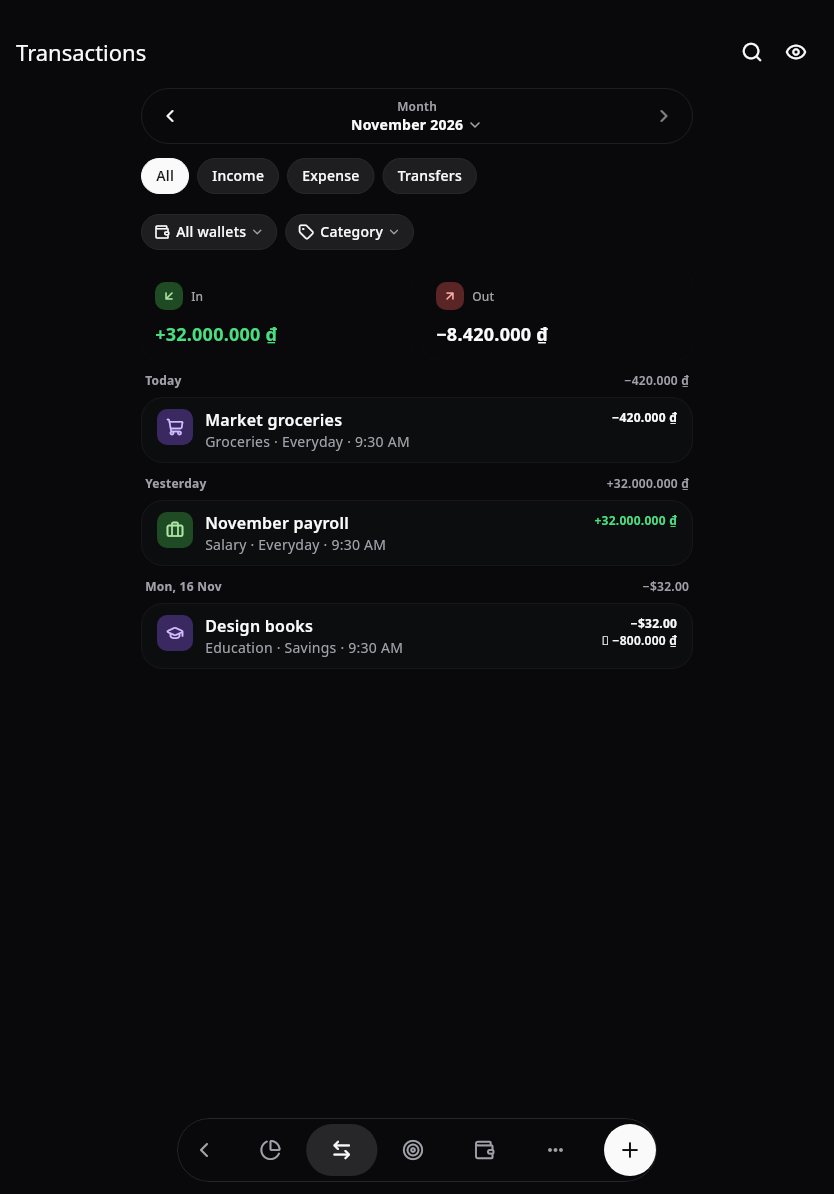 Transactions
Month
November 2026
All
Income
Expense
Transfers
All wallets
Category
In
Out
+32.000.000 ₫
−8.420.000 ₫
Today
−420.000 ₫
Market groceries
−420.000 ₫
Groceries · Everyday · 9:30 AM
Yesterday
+32.000.000 ₫
November payroll
+32.000.000 ₫
Salary · Everyday · 9:30 AM
Mon, 16 Nov
−$32.00
Design books
−$32.00
Education · Savings · 9:30 AM
−800.000 ₫